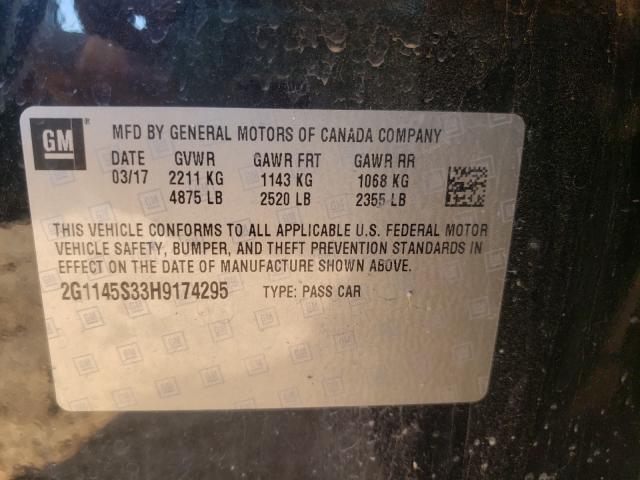 GM ®
MFD BY GENERAL MOTORS OF CANADA COMPANY
DATE GVWR GAWR FRT GAWR RR
03/17 2211 KG 1143 KG 1068 KG
4875 LB 2520 LB 2355 LB
THIS VEHICLE CONFORMS TO ALL APPLICABLE U.S. FEDERAL MOTOR
VEHICLE SAFETY, BUMPER, AND THEFT PREVENTION STANDARDS IN
EFFECT ON THE DATE OF MANUFACTURE SHOWN ABOVE.
2G1145S33H9174295 TYPE: PASS CAR